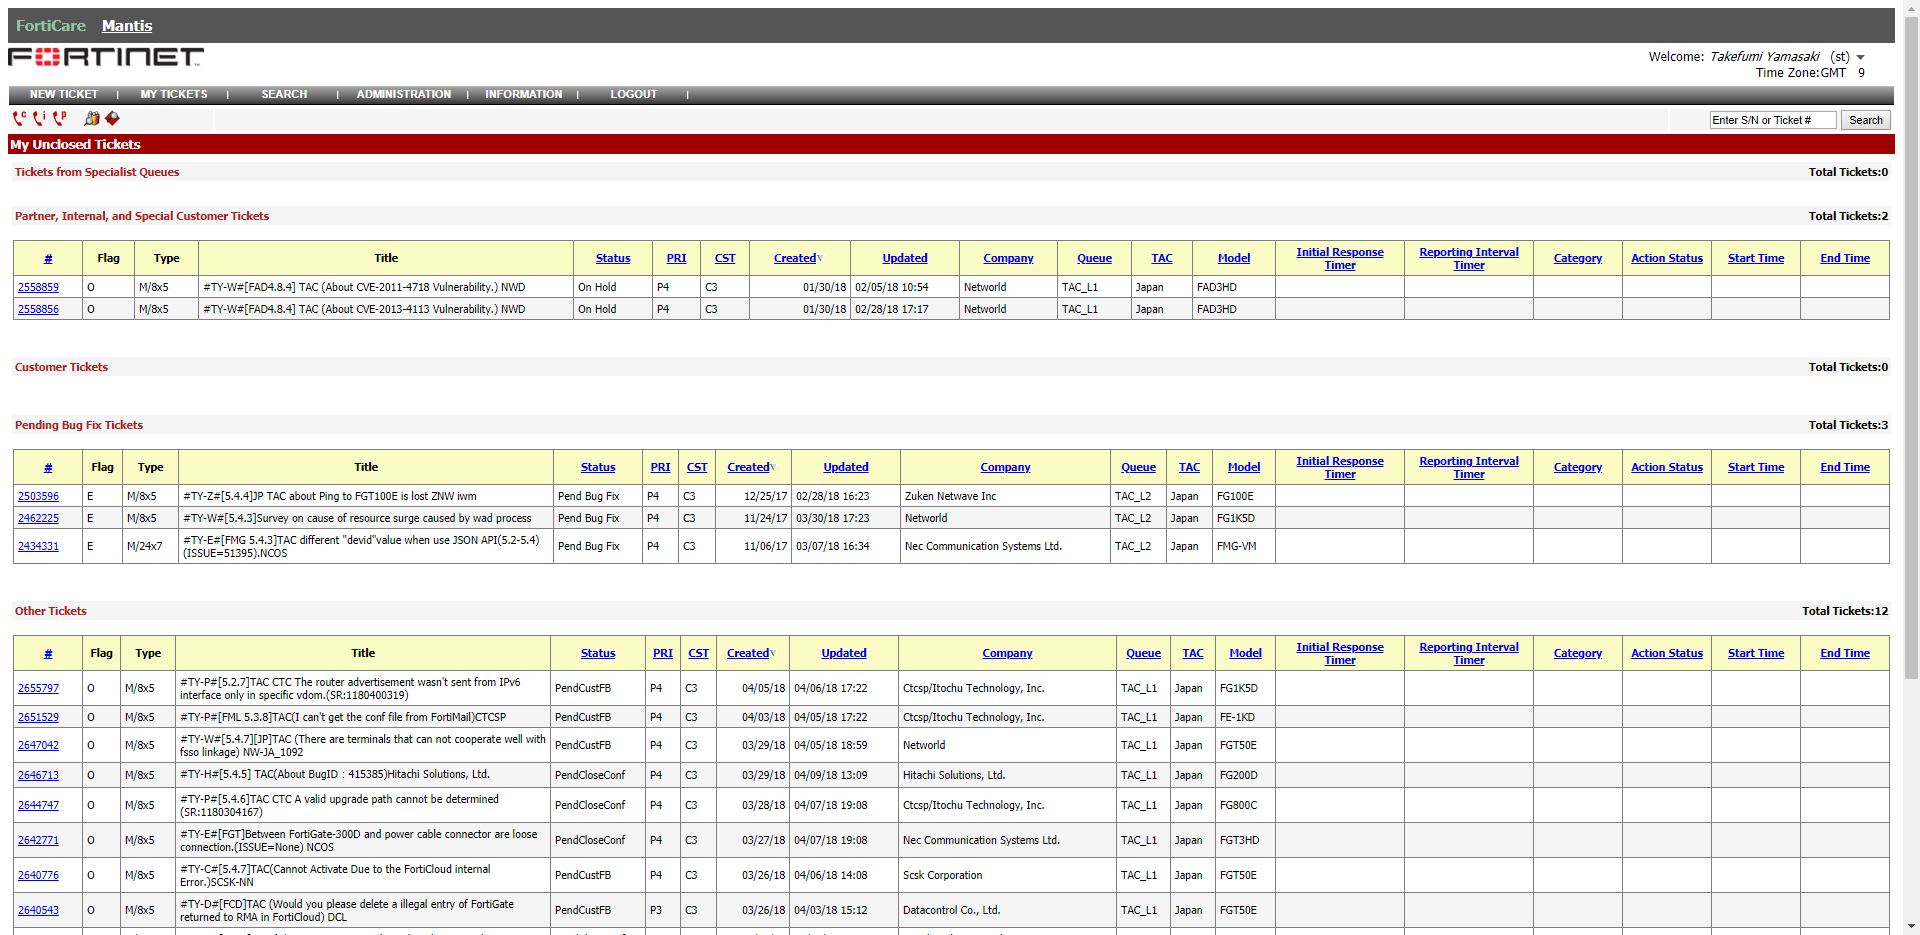 FortiCare Mantis
FORTINET
Welcome: Takefumi Yamasaki (st)
Time Zone:GMT 9
NEW TICKET | MY TICKETS | SEARCH | ADMINISTRATION | INFORMATION | LOGOUT |
c i p Enter S/N or Ticket # Search
My Unclosed Tickets
Tickets from Specialist Queues Total Tickets:0
Partner, Internal, and Special Customer Tickets Total Tickets:2
# Flag Type Title Status PRI CST Created Updated Company Queue TAC Model Initial Response Timer Reporting Interval Timer Category Action Status Start Time End Time
2558859 O M/8x5 #TY-W#[FAD4.8.4] TAC (About CVE-2011-4718 Vulnerability.) NWD On Hold P4 C3 01/30/18 02/05/18 10:54 Networld TAC_L1 Japan FAD3HD
2558856 O M/8x5 #TY-W#[FAD4.8.4] TAC (About CVE-2013-4113 Vulnerability.) NWD On Hold P4 C3 01/30/18 02/28/18 17:17 Networld TAC_L1 Japan FAD3HD
Customer Tickets Total Tickets:0
Pending Bug Fix Tickets Total Tickets:3
# Flag Type Title Status PRI CST Created Updated Company Queue TAC Model Initial Response Timer Reporting Interval Timer Category Action Status Start Time End Time
2503596 E M/8x5 #TY-Z#[5.4.4]JP TAC about Ping to FGT100E is lost ZNW iwm Pend Bug Fix P4 C3 12/25/17 02/28/18 16:23 Zuken Netwave Inc TAC_L2 Japan FG100E
2462225 E M/8x5 #TY-W#[5.4.3]Survey on cause of resource surge caused by wad process Pend Bug Fix P4 C3 11/24/17 03/30/18 17:23 Networld TAC_L2 Japan FG1K5D
2434331 E M/24x7 #TY-E#[FMG 5.4.3]TAC different "devid"value when use JSON API(5.2-5.4) (ISSUE=51395).NCOS Pend Bug Fix P4 C3 11/06/17 03/07/18 16:34 Nec Communication Systems Ltd. TAC_L2 Japan FMG-VM
Other Tickets Total Tickets:12
# Flag Type Title Status PRI CST Created Updated Company Queue TAC Model Initial Response Timer Reporting Interval Timer Category Action Status Start Time End Time
2655797 O M/8x5 #TY-P#[5.2.7]TAC CTC The router advertisement wasn't sent from IPv6 interface only in specific vdom.(SR:1180400319) PendCustFB P4 C3 04/05/18 04/06/18 17:22 Ctcsp/Itochu Technology, Inc. TAC_L1 Japan FG1K5D
2651529 O M/8x5 #TY-P#[FML 5.3.8]TAC(I can't get the conf file from FortiMail)CTCSP PendCustFB P4 C3 04/03/18 04/05/18 17:22 Ctcsp/Itochu Technology, Inc. TAC_L1 Japan FE-1KD
2647042 O M/8x5 #TY-W#[5.4.7][JP]TAC (There are terminals that can not cooperate well with fsso linkage) NW-JA_1092 PendCustFB P4 C3 03/29/18 04/05/18 18:59 Networld TAC_L1 Japan FGT50E
2646713 O M/8x5 #TY-H#[5.4.5] TAC(About BugID : 415385)Hitachi Solutions, Ltd. PendCloseConf P4 C3 03/29/18 04/09/18 13:09 Hitachi Solutions, Ltd. TAC_L1 Japan FG200D
2644747 O M/8x5 #TY-P#[5.4.6]TAC CTC A valid upgrade path cannot be determined (SR:1180304167) PendCloseConf P4 C3 03/28/18 04/07/18 19:08 Ctcsp/Itochu Technology, Inc. TAC_L1 Japan FG800C
2642771 O M/8x5 #TY-E#[FGT]Between FortiGate-300D and power cable connector are loose connection.(ISSUE=None) NCOS PendCloseConf P4 C3 03/27/18 04/07/18 19:08 Nec Communication Systems Ltd. TAC_L1 Japan FGT3HD
2640776 O M/8x5 #TY-C#[5.4.7]TAC(Cannot Activate Due to the FortiCloud internal Error.)SCSK-NN PendCustFB P4 C3 03/26/18 04/06/18 14:08 Scsk Corporation TAC_L1 Japan FGT50E
2640543 O M/8x5 #TY-D#[FCD]TAC (Would you please delete a illegal entry of FortiGate returned to RMA in FortiCloud) DCL PendCustFB P3 C3 03/26/18 04/03/18 15:12 Datacontrol Co., Ltd. TAC_L1 Japan FGT50E